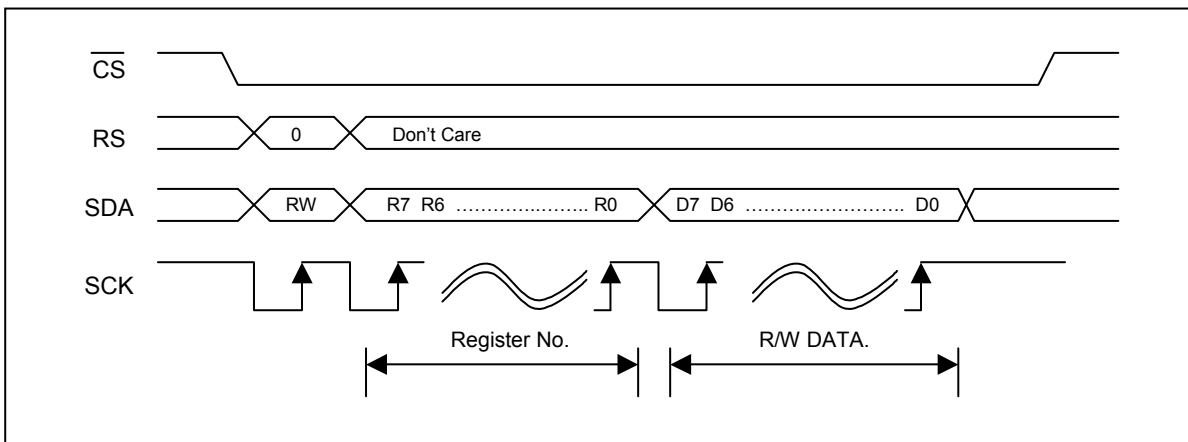 CS
RS 0 Don't Care
SDA RW R7 R6 ………………….. R0 D7 D6 …………………………. D0
SCK
Register No. R/W DATA.